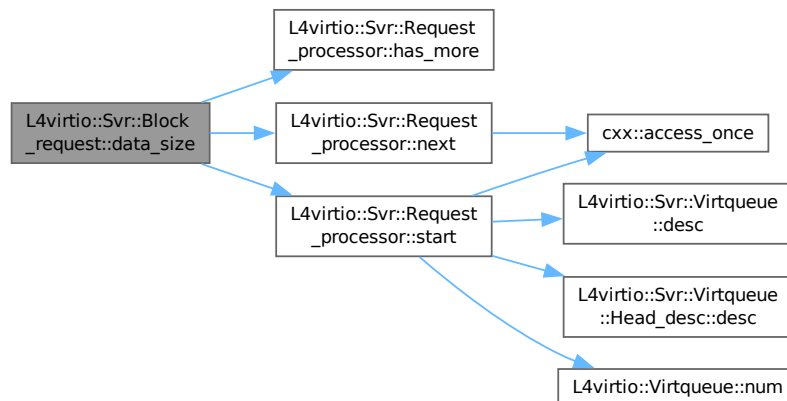 L4virtio::Svr::Request
_processor::has_more
L4virtio::Svr::Block
_request::data_size
L4virtio::Svr::Request
_processor::next
cxx::access_once
L4virtio::Svr::Request
_processor::start
L4virtio::Svr::Virtqueue
::desc
L4virtio::Svr::Virtqueue
::Head_desc::desc
L4virtio::Virtqueue::num